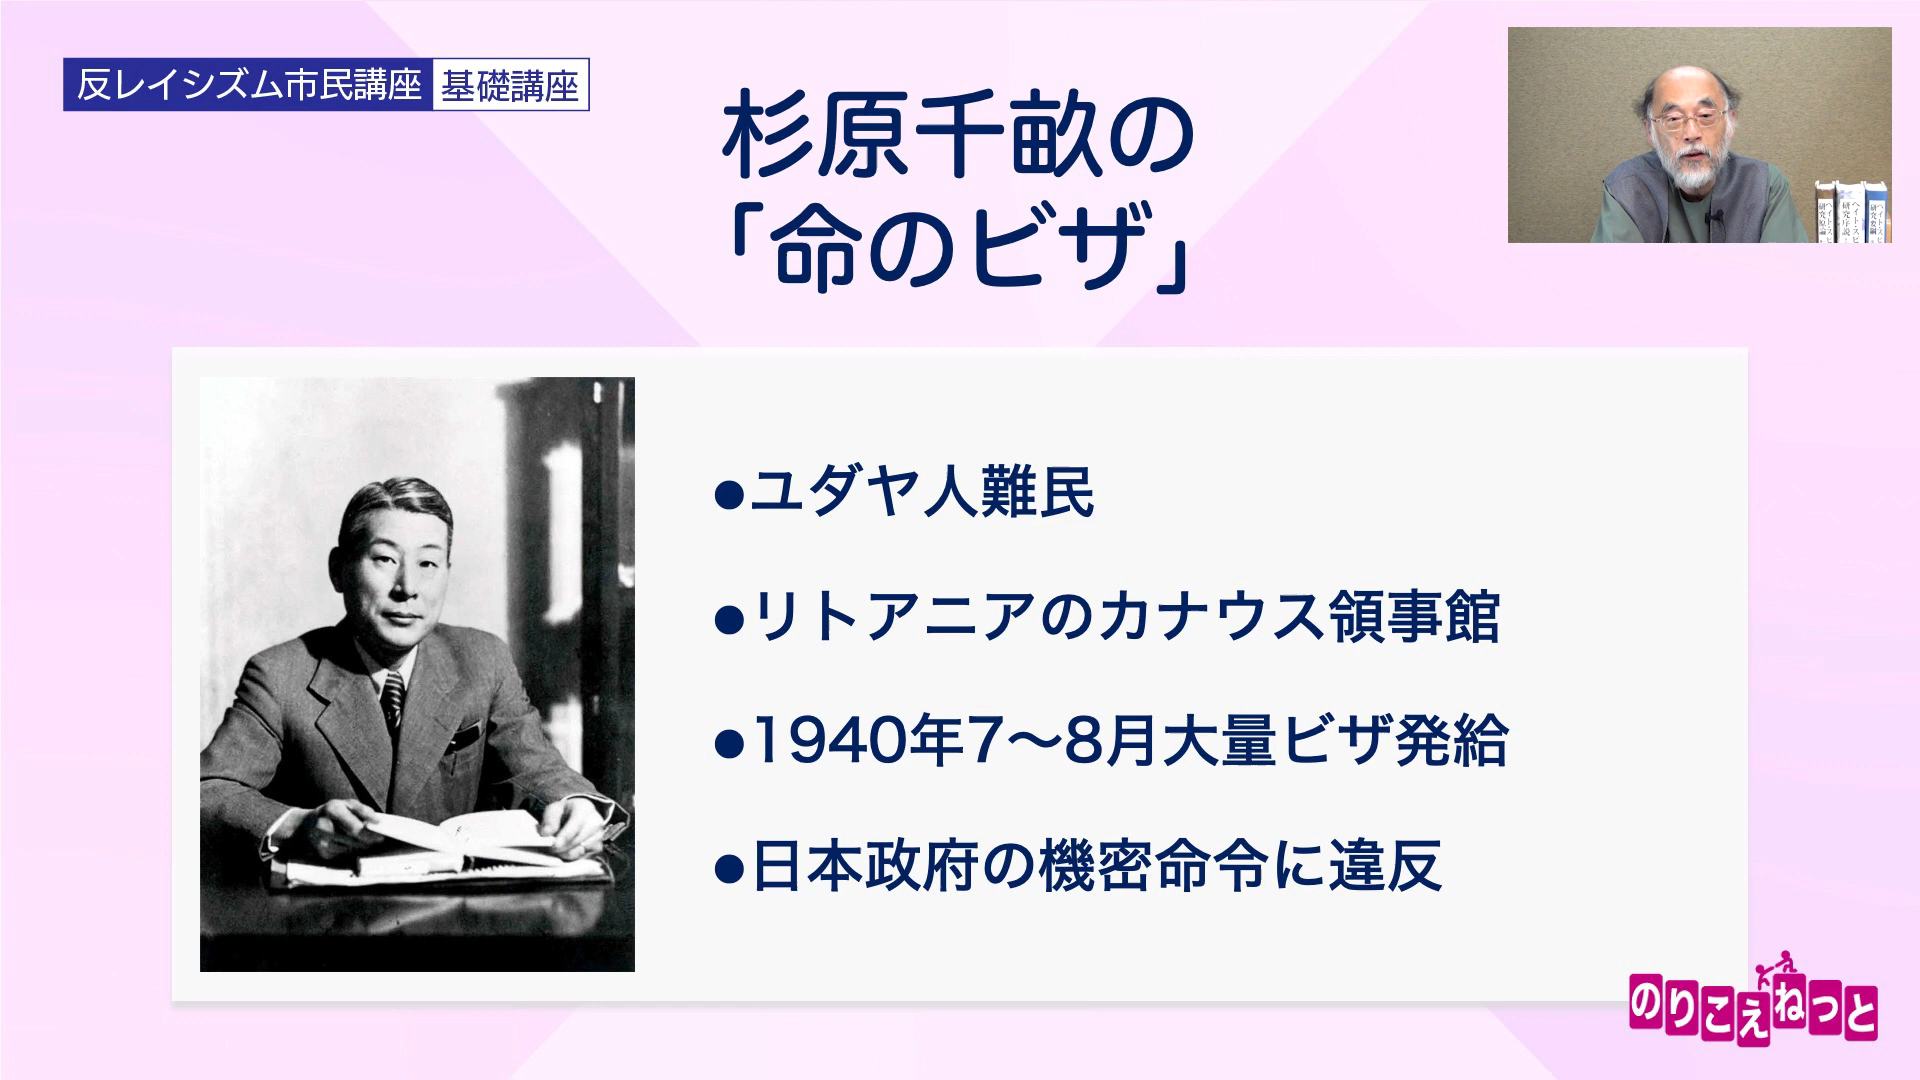 反レイシズム市民講座 基礎講座
杉原千畝の
「命のビザ」
●ユダヤ人難民
●リトアニアのカナウス領事館
●1940年7〜8月大量ビザ発給
●日本政府の機密命令に違反
のりこえねっと